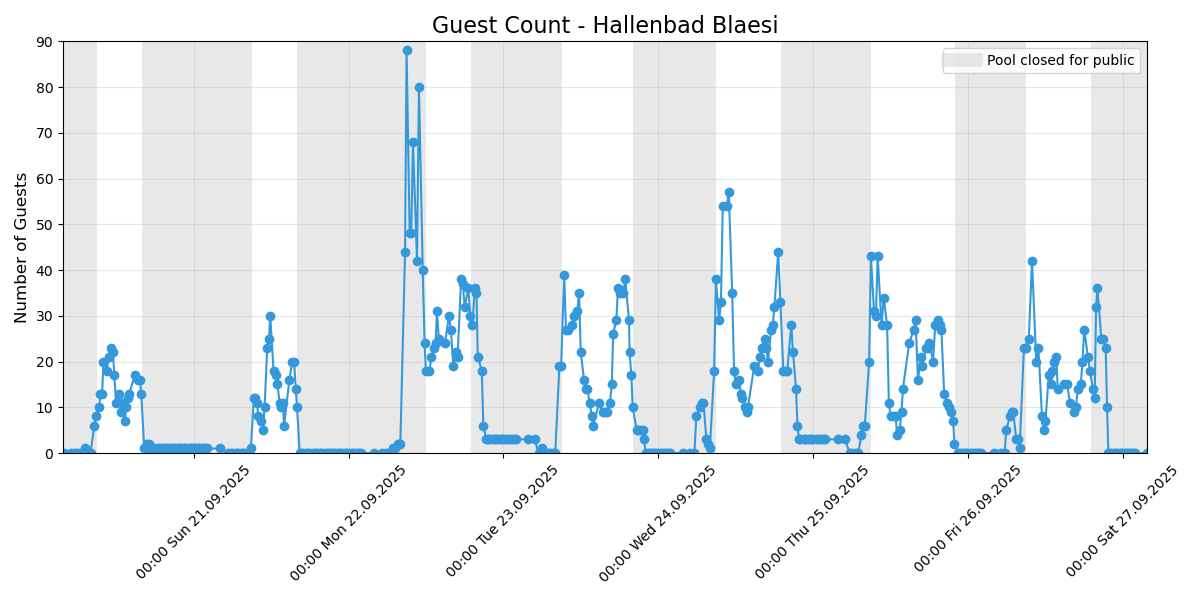 Guest Count - Hallenbad Blaesi
Pool closed for public
Number of Guests
90
80
70
60
50
40
30
20
10
0
00:00 Sun 21.09.2025
00:00 Mon 22.09.2025
00:00 Tue 23.09.2025
00:00 Wed 24.09.2025
00:00 Thu 25.09.2025
00:00 Fri 26.09.2025
00:00 Sat 27.09.2025